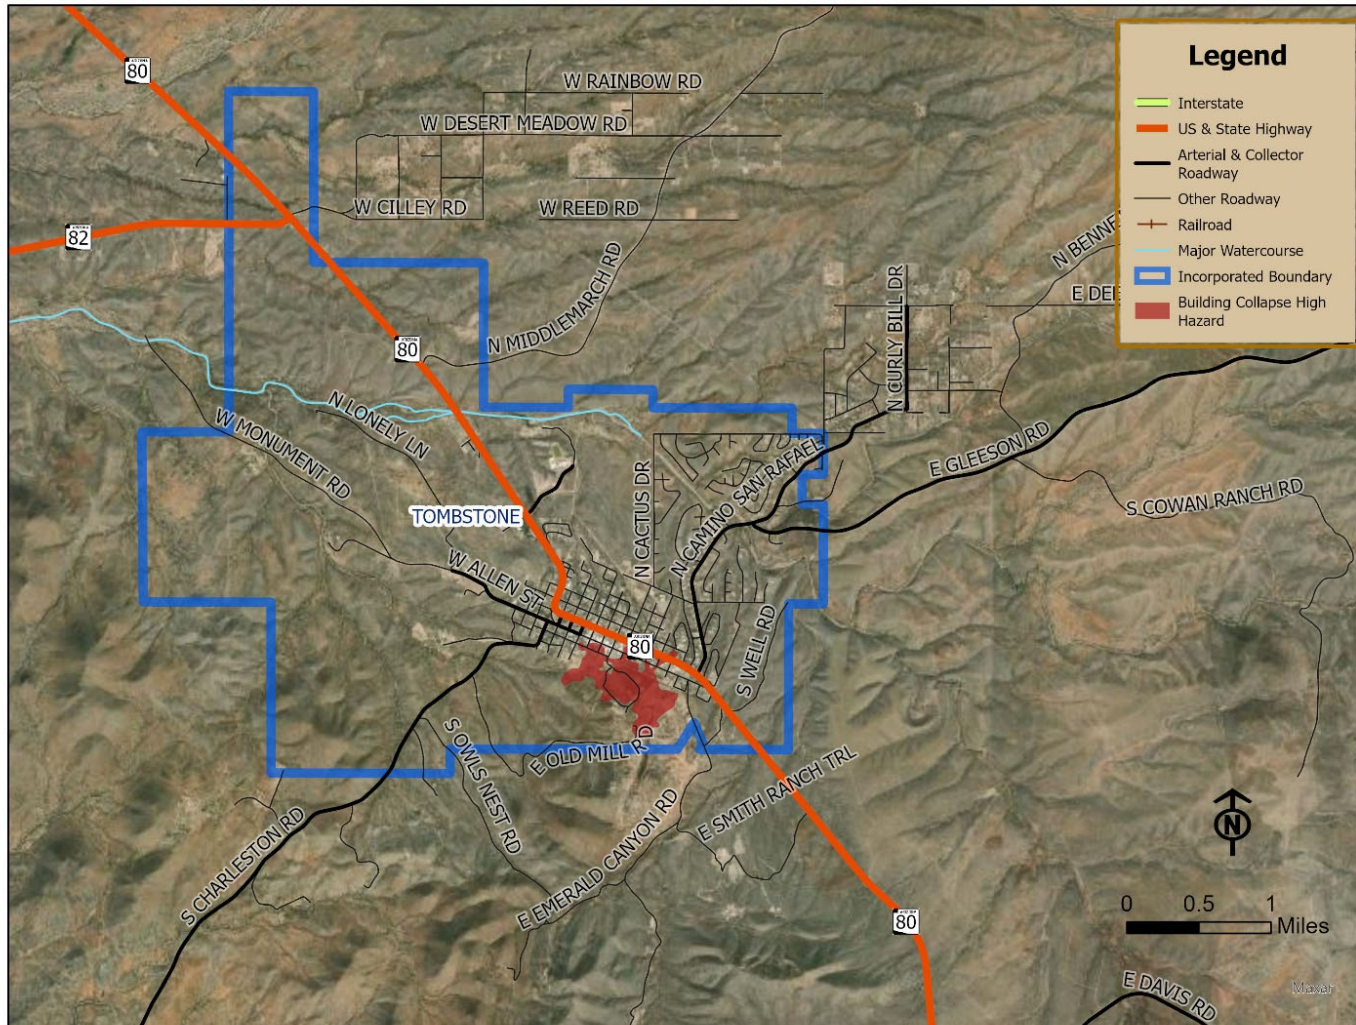 Legend
Interstate
US & State Highway
Arterial & Collector
Roadway
Other Roadway
Railroad
Major Watercourse
Incorporated Boundary
Building Collapse High
Hazard
80
W RAINBOW RD
W DESERT MEADOW RD
W CILLEY RD
W REED RD
82
N BENNE
E DE
N MIDDLEMARCH RD
N CURLY BILL DR
80
N LONELY LN
W MONUMENT RD
E GLEESON RD
N CAMINO SAN RAFAEL
N CACTUS DR
S COWAN RANCH RD
TOMBSTONE
W ALLEN ST
80
S WELL RD
S OWLS NEST RD
E OLD MILL RD
E SMITH RANCH TRL
S CHARLESTON RD
E EMERALD CANYON RD
N
80
0 0.5 1
Miles
E DAVIS RD
Maxar